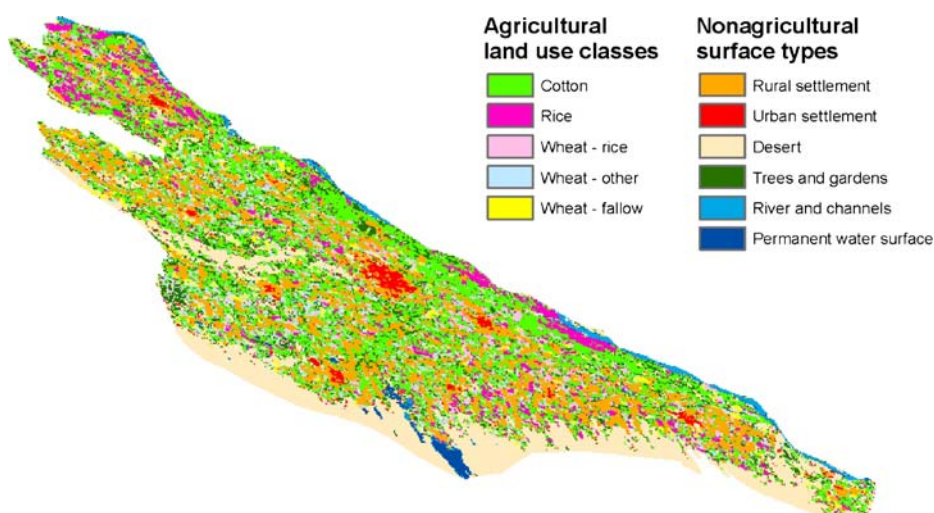 Agricultural
land use classes
Cotton
Rice
Wheat - rice
Wheat - other
Wheat - fallow
Nonagricultural
surface types
Rural settlement
Urban settlement
Desert
Trees and gardens
River and channels
Permanent water surface